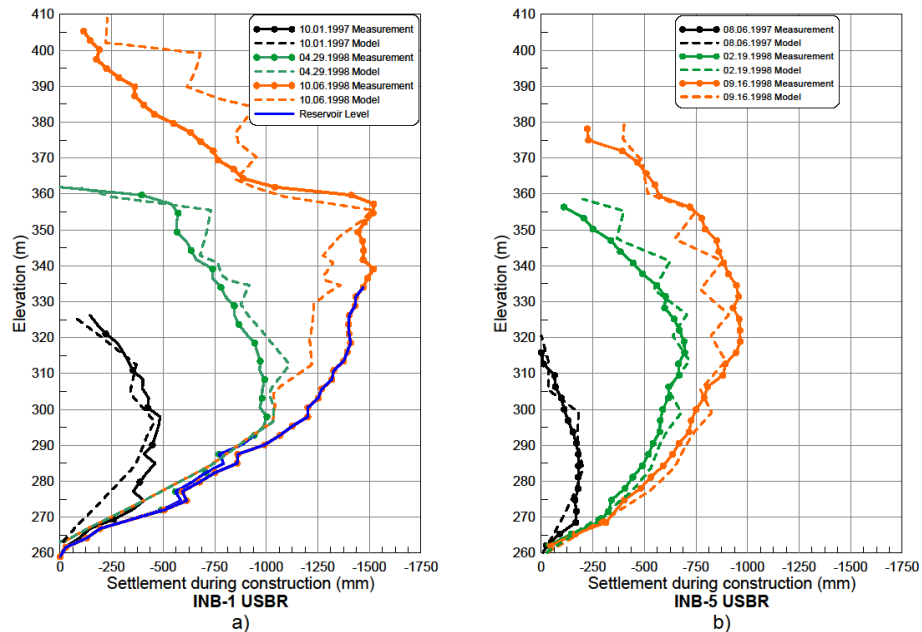 410
400
390
380
370
360
350
340
330
320
310
300
290
280
270
260
Elevation (m)
10.01.1997 Measurement
10.01.1997 Model
04.29.1998 Measurement
04.29.1998 Model
10.06.1998 Measurement
10.06.1998 Model
Reservoir Level
0 -250 -500 -750 -1000 -1250 -1500 -1750
Settlement during construction (mm)
INB-1 USBR
a)
410
400
390
380
370
360
350
340
330
320
310
300
290
280
270
260
Elevation (m)
08.06.1997 Measurement
08.06.1997 Model
02.19.1998 Measurement
02.19.1998 Model
09.16.1998 Measurement
09.16.1998 Model
0 -250 -500 -750 -1000 -1250 -1500 -1750
Settlement during construction (mm)
INB-5 USBR
b)